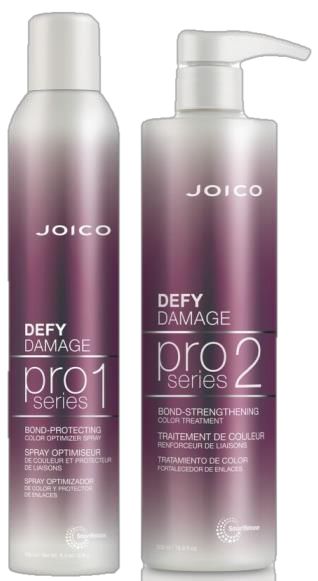 JOICO
DEFY
DAMAGE
pro1
series
BOND-PROTECTING
COLOR OPTIMIZER SPRAY
SPRAY OPTIMISEUR
DE COULEUR ET PROTECTEUR
DE LIAISONS
SPRAY OPTIMIZADOR
DE COLOR Y PROTECTOR
DE ENLACES
SmartRelease
JOICO
DEFY
DAMAGE
pro2
series
BOND-STRENGTHENING
COLOR TREATMENT
TRAITEMENT DE COULEUR
RENFORCEUR DE LIAISONS
TRATAMIENTO DE COLOR
FORTALECEDOR DE ENLACES
SmartRelease